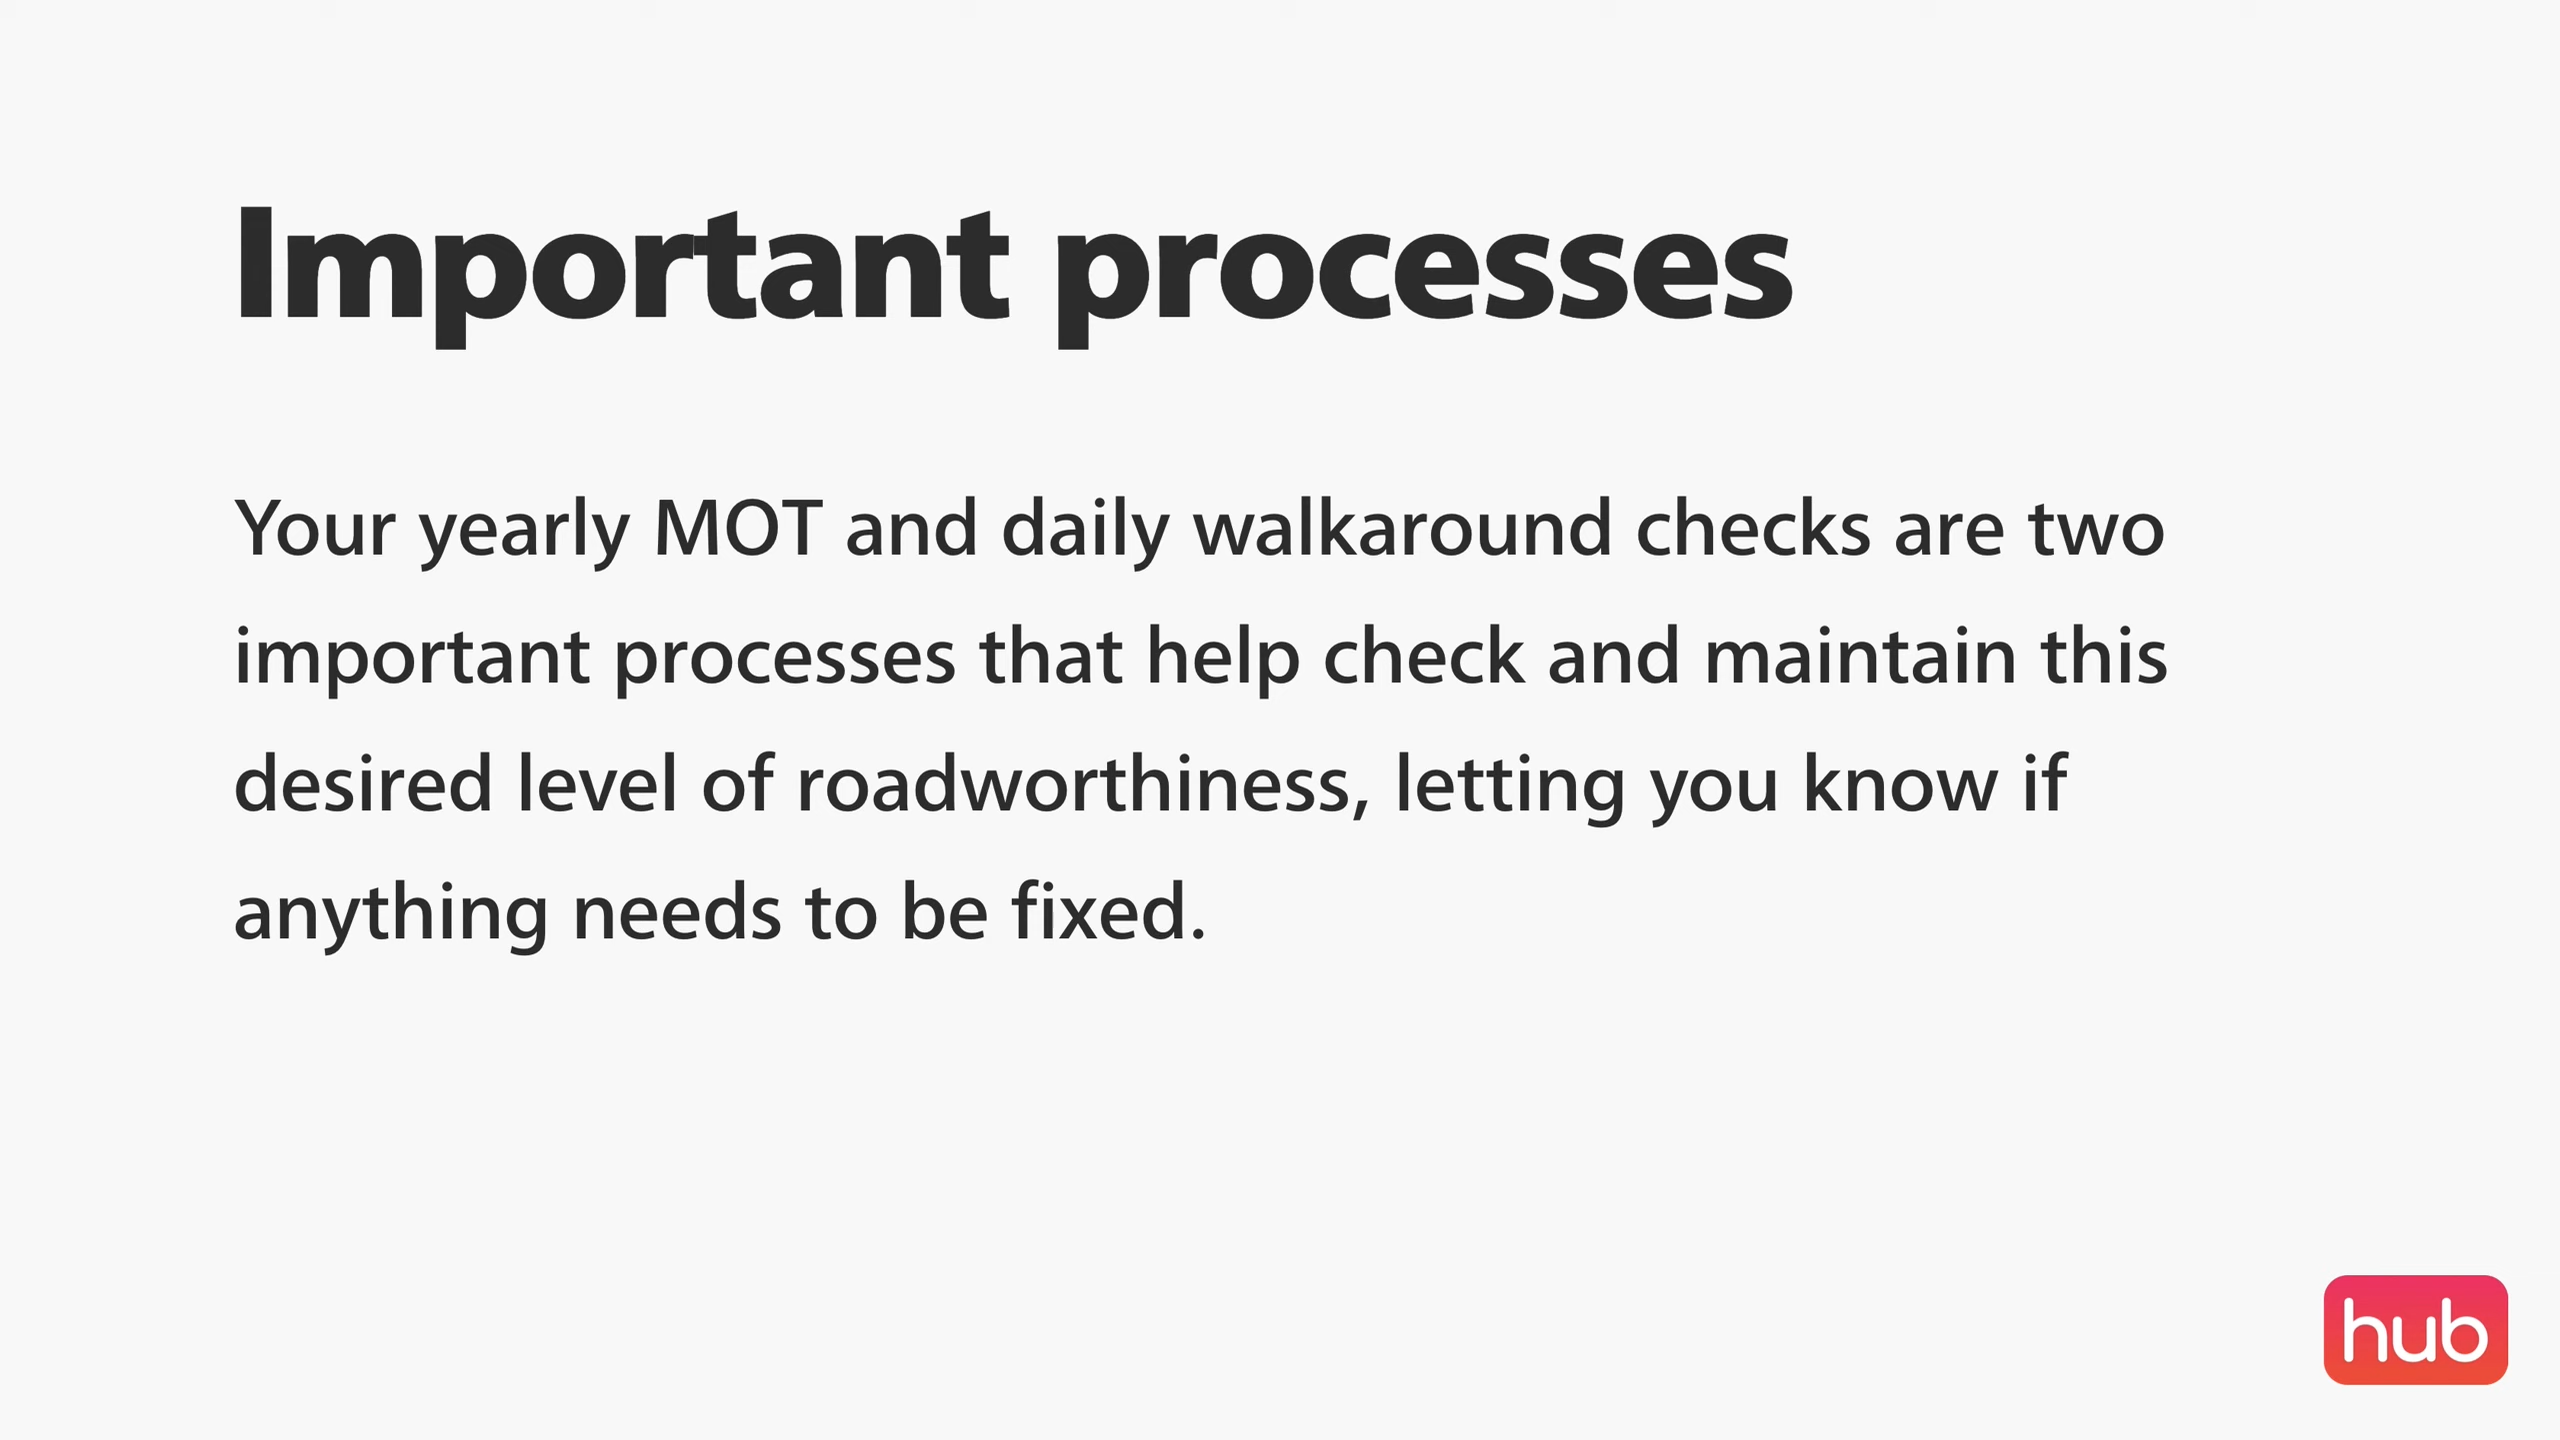 Important processes
Your yearly MOT and daily walkaround checks are two
important processes that help check and maintain this
desired level of roadworthiness, letting you know if
anything needs to be fixed.
hub